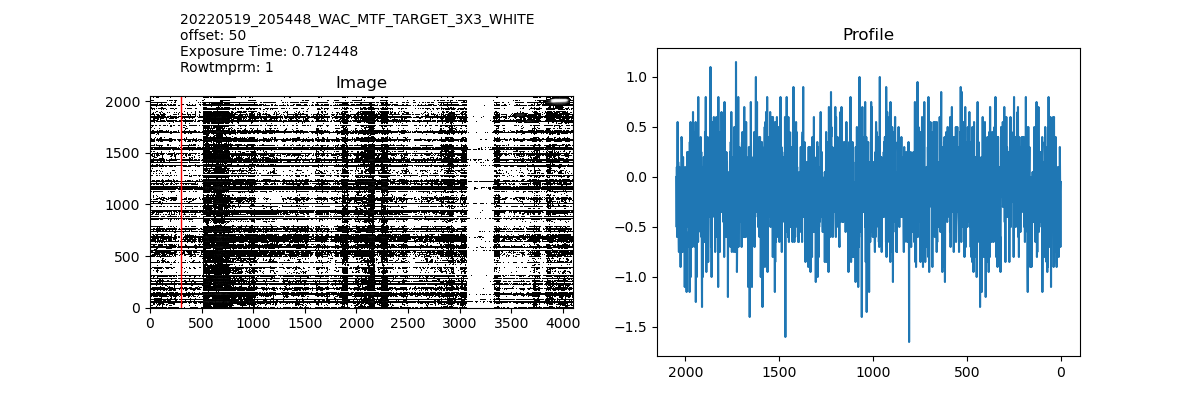 20220519_205448_WAC_MTF_TARGET_3X3_WHITE
offset: 50
Exposure Time: 0.712448
Rowtmprm: 1
Image
2000
1500
1000
500
0
0 500 1000 1500 2000 2500 3000 3500 4000
Profile
1.0
0.5
0.0
−0.5
−1.0
−1.5
2000 1500 1000 500 0